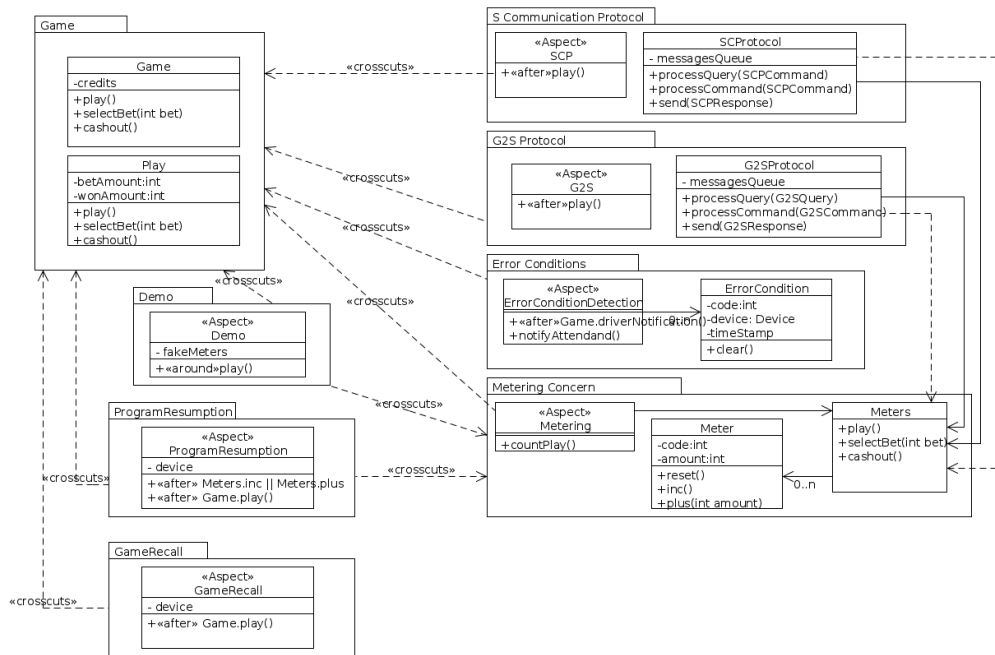 Game
Game
-credits
+play()
+selectBet(int bet)
+cashout()
Play
-betAmount:int
-wonAmount:int
+play()
+selectBet(int bet)
+cashout()
S Communication Protocol
«Aspect»
SCP
+«after»play()
SCProtocol
- messagesQueue
+processQuery(SCPCommand)
+processCommand(SCPCommand)
+send(SCPResponse)
«crosscuts»
G2S Protocol
«Aspect»
G2S
+«after»play()
G2SProtocol
- messagesQueue
+processQuery(G2SQuery)
+processCommand(G2SCommand)
+send(G2SResponse)
«crosscuts»
«crosscuts»
Error Conditions
«Aspect»
ErrorConditionDetection
+«after»Game.driverNotification()
+notifyAttendand()
0..n
ErrorCondition
-code:int
-device: Device
-timeStamp
+clear()
«crosscuts»
«crosscuts»
Demo
«Aspect»
Demo
- fakeMeters
+«around»play()
«crosscuts»
Metering Concern
«Aspect»
Metering
+countPlay()
Meter
-code:int
-amount:int
+reset()
+inc()
+plus(int amount)
0..n
Meters
+play()
+selectBet(int bet)
+cashout()
ProgramResumption
«Aspect»
ProgramResumption
- device
+«after» Meters.inc || Meters.plus
+«after» Game.play()
«crosscuts»
«crosscuts»
GameRecall
«Aspect»
GameRecall
- device
+«after» Game.play()
«crosscuts»